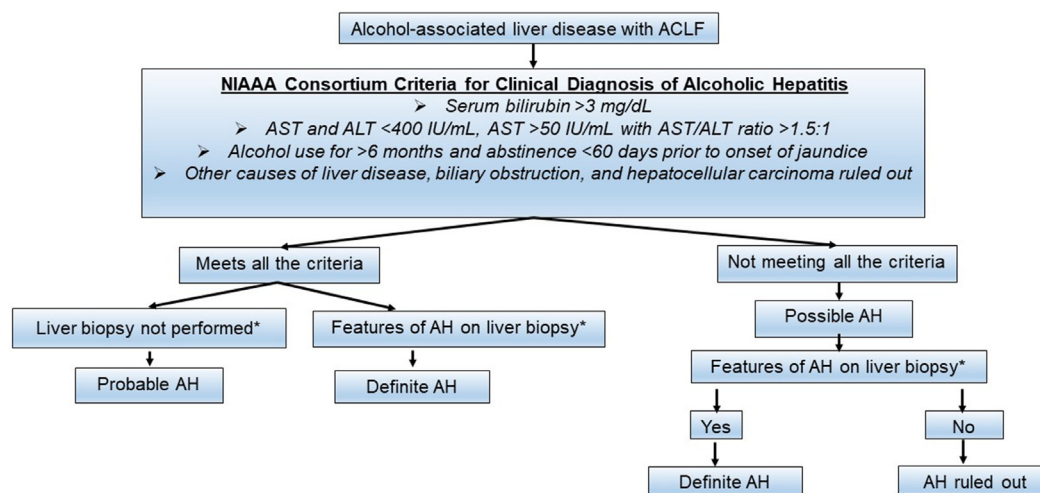 Alcohol-associated liver disease with ACLF
NIAAA Consortium Criteria for Clinical Diagnosis of Alcoholic Hepatitis
➤ Serum bilirubin >3 mg/dL
➤ AST and ALT <400 IU/mL, AST >50 IU/mL with AST/ALT ratio >1.5:1
➤ Alcohol use for >6 months and abstinence <60 days prior to onset of jaundice
➤ Other causes of liver disease, biliary obstruction, and hepatocellular carcinoma ruled out
Meets all the criteria
Not meeting all the criteria
Liver biopsy not performed*
Features of AH on liver biopsy*
Possible AH
Probable AH
Definite AH
Features of AH on liver biopsy*
Yes
No
Definite AH
AH ruled out